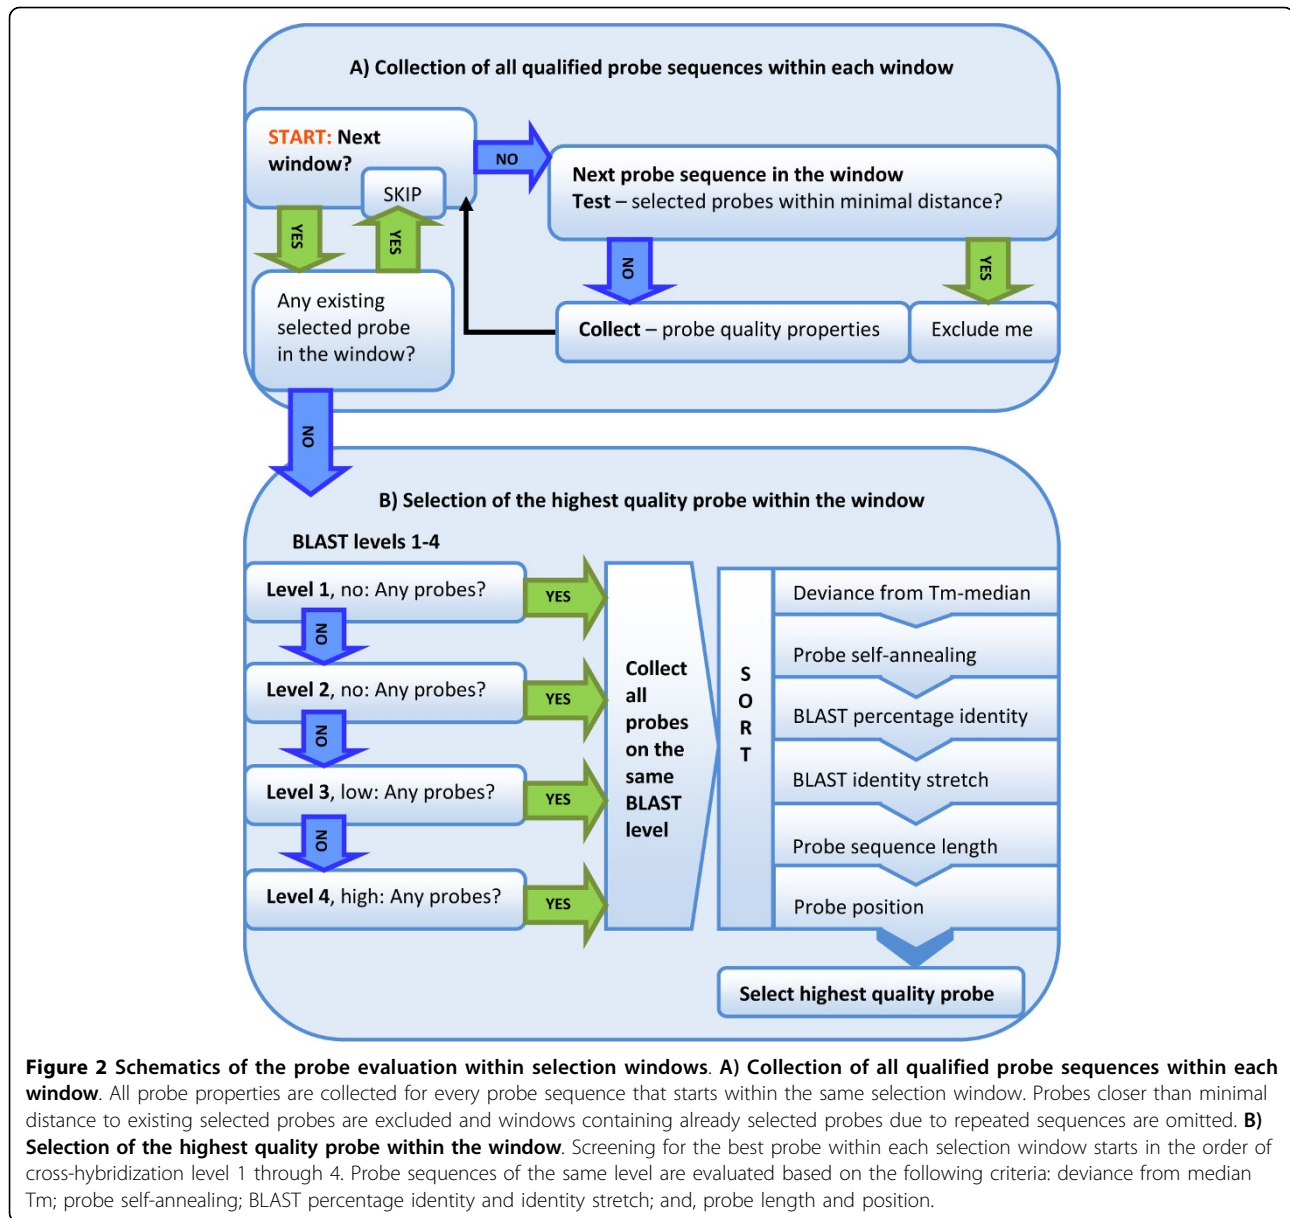 A) Collection of all qualified probe sequences within each window
START: Next
window?
SKIP
NO
Next probe sequence in the window
Test – selected probes within minimal distance?
YES
YES
NO
YES
Any existing
selected probe
in the window?
Collect – probe quality properties
Exclude me
NO
B) Selection of the highest quality probe within the window
BLAST levels 1-4
Level 1, no: Any probes?
YES
NO
Level 2, no: Any probes?
YES
NO
Level 3, low: Any probes?
YES
NO
Level 4, high: Any probes?
YES
Collect
all
probes
on the
same
BLAST
level
S
O
R
T
Deviance from Tm-median
Probe self-annealing
BLAST percentage identity
BLAST identity stretch
Probe sequence length
Probe position
Select highest quality probe
Figure 2 Schematics of the probe evaluation within selection windows. A) Collection of all qualified probe sequences within each
window. All probe properties are collected for every probe sequence that starts within the same selection window. Probes closer than minimal
distance to existing selected probes are excluded and windows containing already selected probes due to repeated sequences are omitted. B)
Selection of the highest quality probe within the window. Screening for the best probe within each selection window starts in the order of
cross-hybridization level 1 through 4. Probe sequences of the same level are evaluated based on the following criteria: deviance from median
Tm; probe self-annealing; BLAST percentage identity and identity stretch; and, probe length and position.